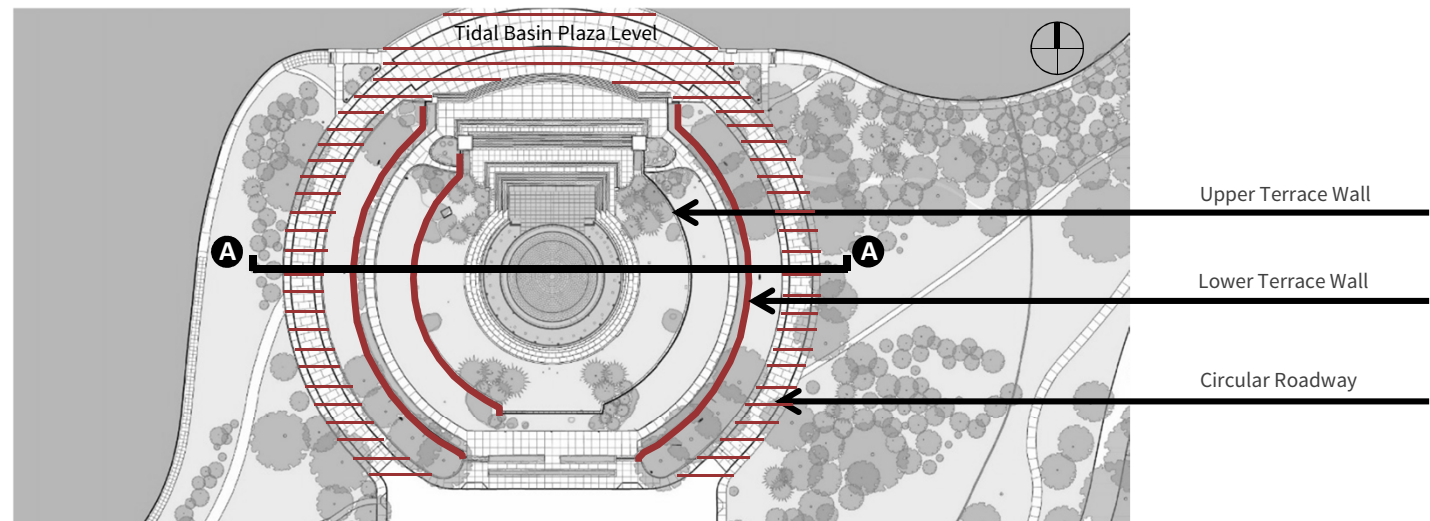 Tidal Basin Plaza Level
Upper Terrace Wall
A
A
Lower Terrace Wall
Circular Roadway